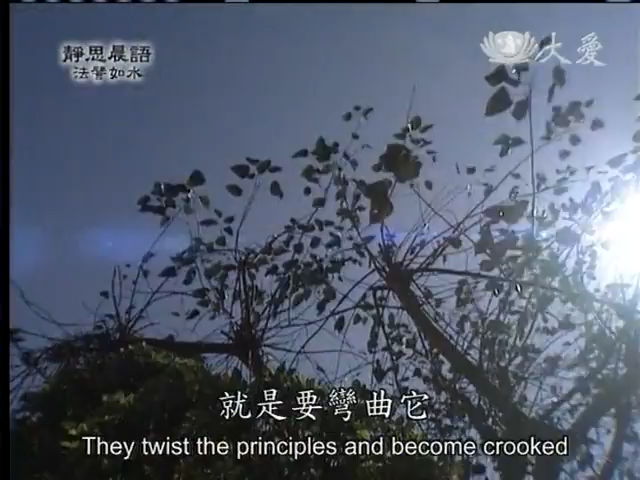 靜思晨語
法譬如水
大愛
就是要彎曲它
They twist the principles and become crooked